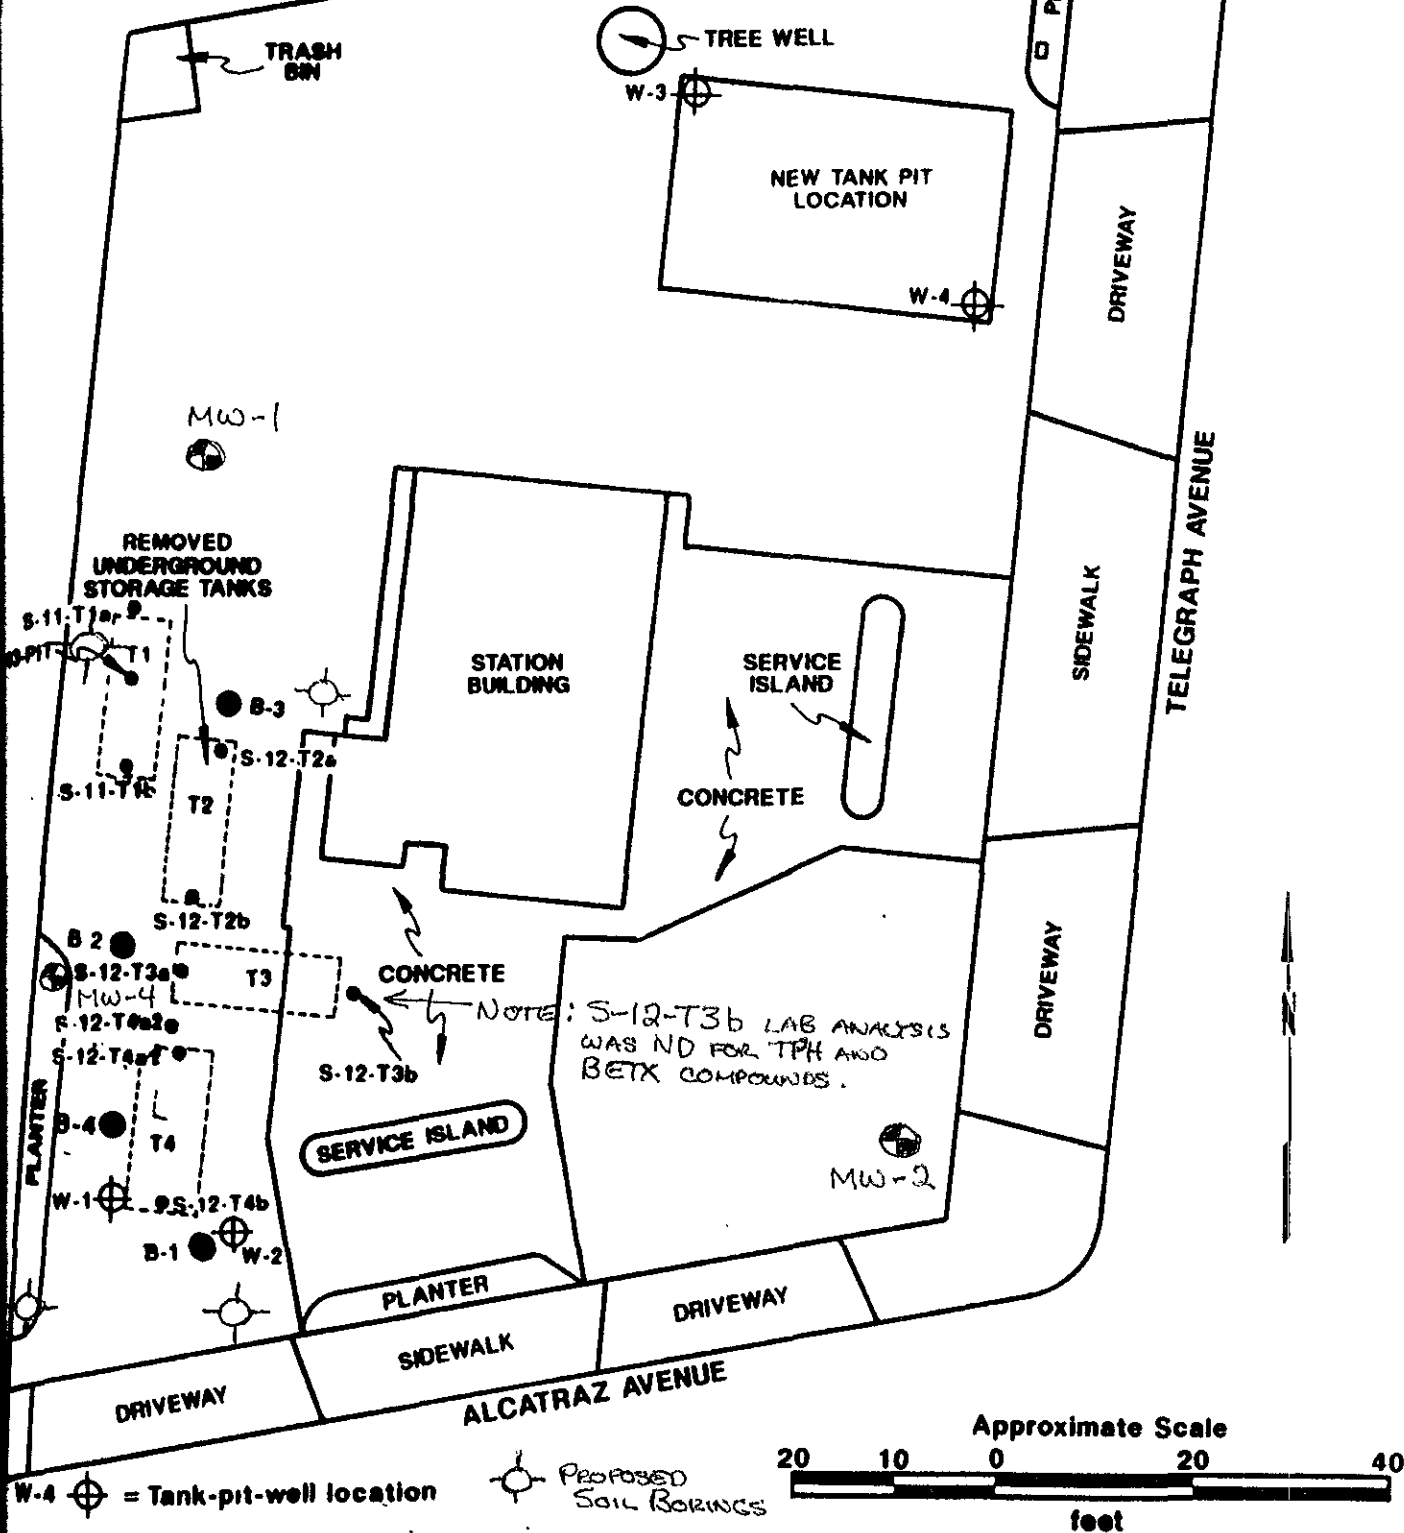 TREE WELL
TRASH
BIN
W-3
NEW TANK PIT
LOCATION
W-4
DRIVEWAY
MW-1
REMOVED
UNDERGROUND
STORAGE TANKS
S-11-T1a
T1
B-3
S-12-T2a
S-11-T1b
T2
S-12-T2b
STATION
BUILDING
SERVICE
ISLAND
CONCRETE
SIDEWALK
TELEGRAPH AVENUE
B 2
S-12-T3a
MW-4
T3
CONCRETE
NOTE: S-12-T3b LAB ANALYSIS
WAS ND FOR TPH AND
BETX COMPOUNDS.
S-12-T4a2
S-12-T4a1
S-12-T3b
DRIVEWAY
PLANTER
B-4
T4
SERVICE ISLAND
W-1
S-12-T4b
B-1
W-2
MW-2
N
PLANTER
DRIVEWAY
SIDEWALK
DRIVEWAY
ALCATRAZ AVENUE
W-4 = Tank-pit-well location
PROPOSED
SOIL BORINGS
Approximate Scale
20 10 0 20 40
feet